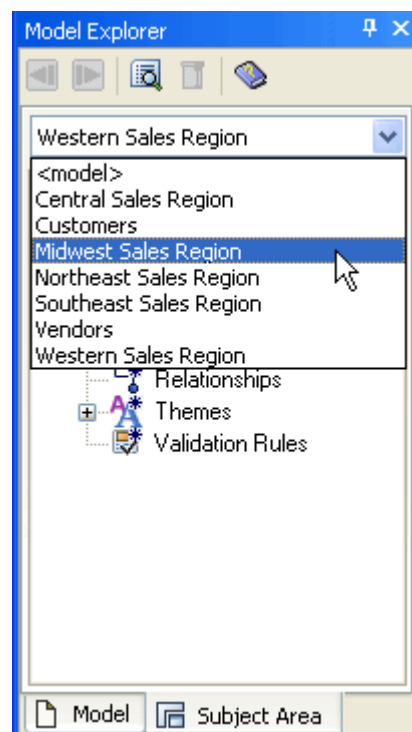 Model Explorer
Western Sales Region
<model>
Central Sales Region
Customers
Midwest Sales Region
Northeast Sales Region
Southeast Sales Region
Vendors
Western Sales Region
Relationships
Themes
Validation Rules
Model Subject Area